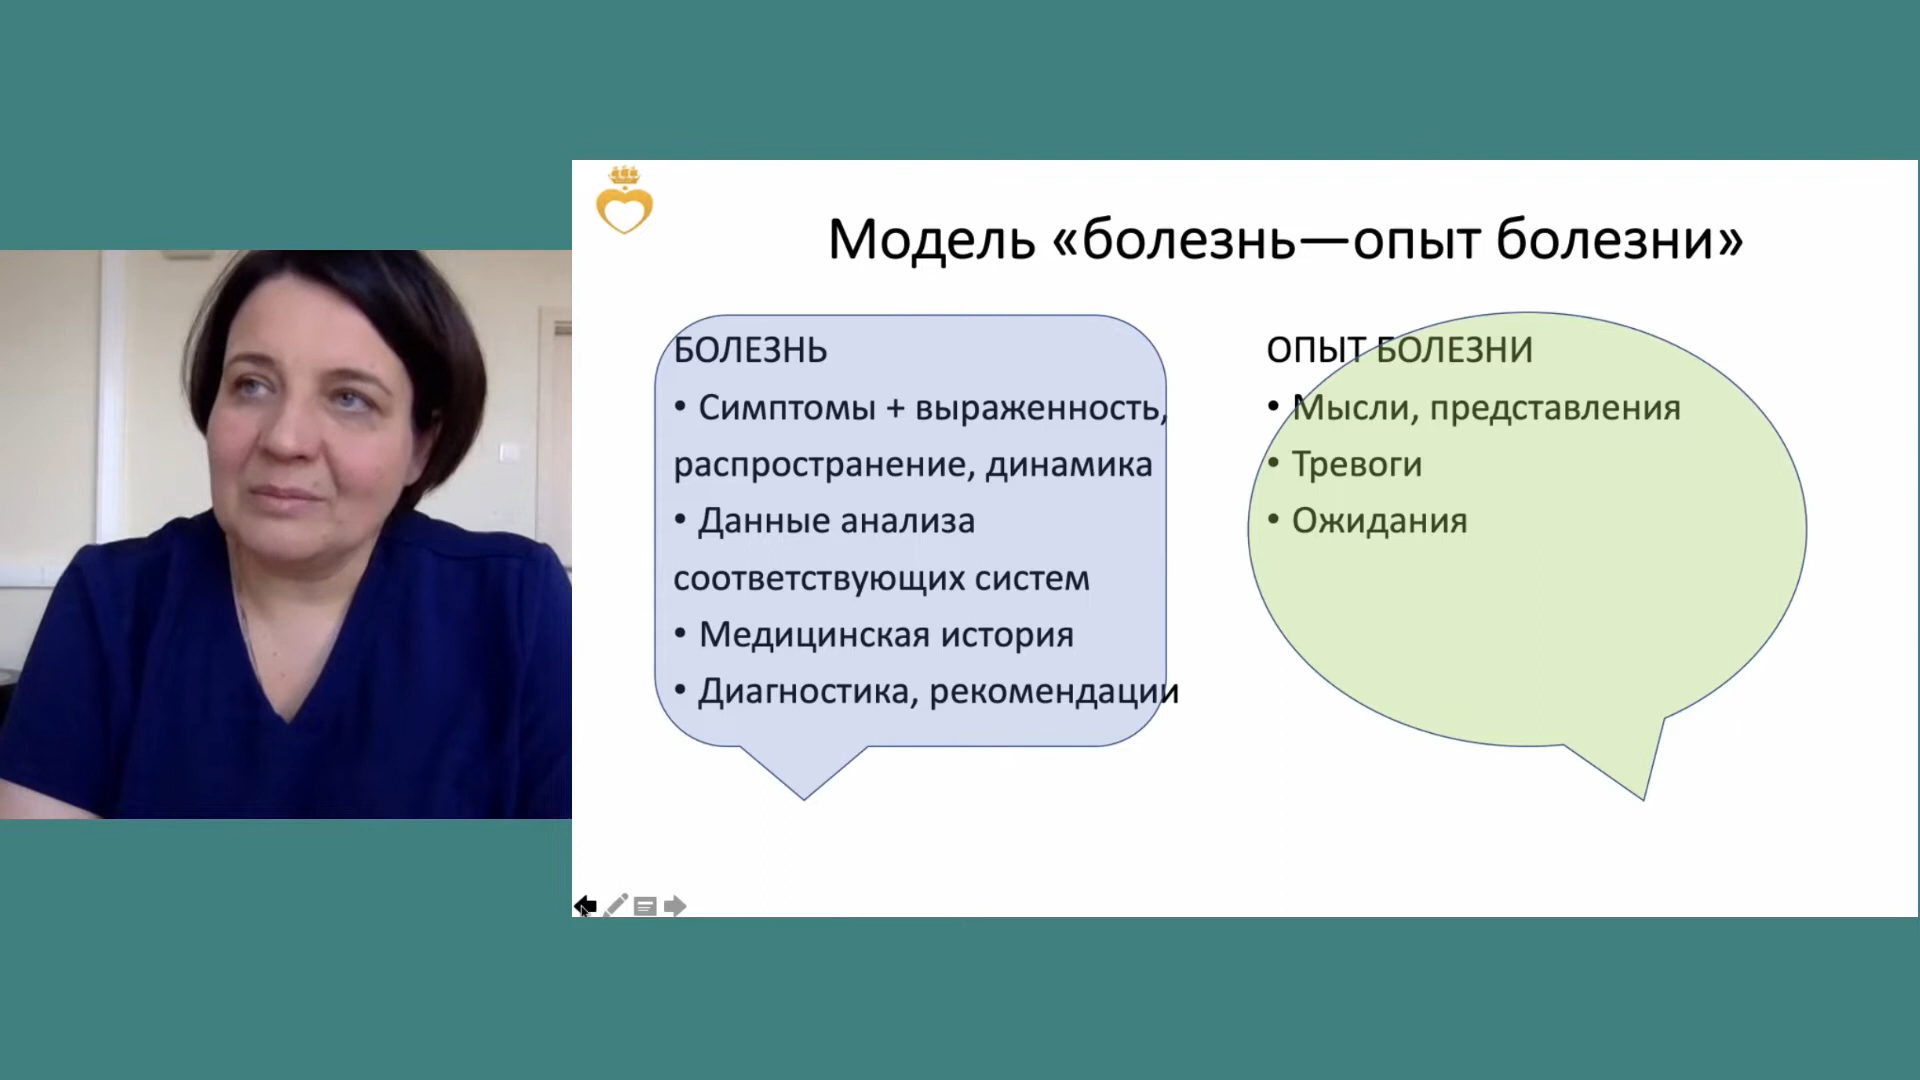 Модель «болезнь—опыт болезни»
БОЛЕЗНЬ
• Симптомы + выраженность,
распространение, динамика
• Данные анализа
соответствующих систем
• Медицинская история
• Диагностика, рекомендации
ОПЫТ БОЛЕЗНИ
• Мысли, представления
• Тревоги
• Ожидания